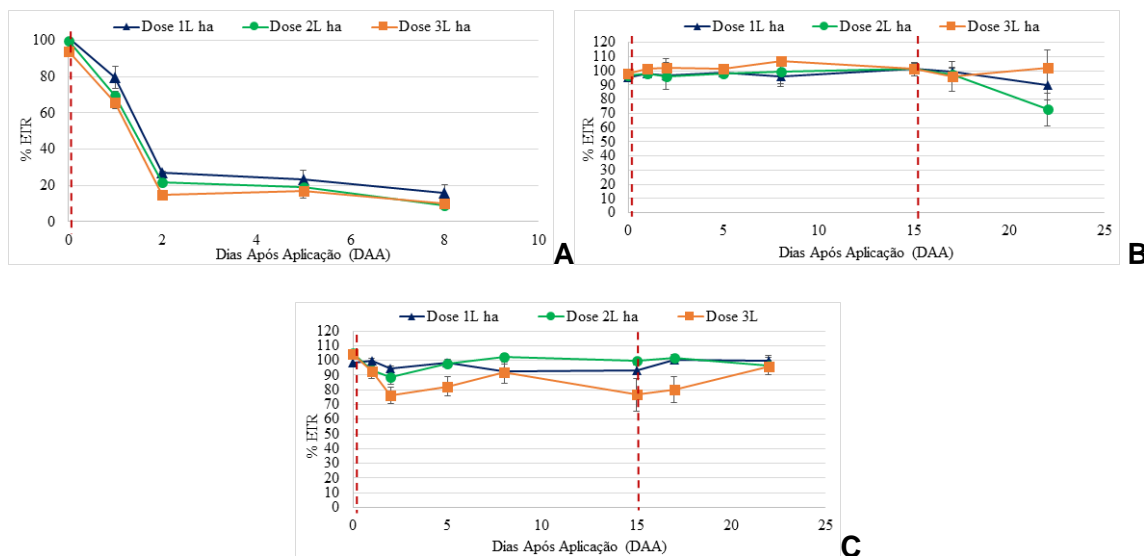 Dose 1L ha Dose 2L ha Dose 3L ha
% ETR
100
80
60
40
20
0
0 2 4 6 8 10
Dias Após Aplicação (DAA)
A
Dose 1L ha Dose 2L ha Dose 3L ha
% ETR
120
110
100
90
80
70
60
50
40
30
20
10
0
0 5 10 15 20 25
Dias Após Aplicação (DAA)
B
Dose 1L ha Dose 2L ha Dose 3L
% ETR
120
110
100
90
80
70
60
50
40
30
20
10
0
0 5 10 15 20 25
Dias Após Aplicação (DAA)
C